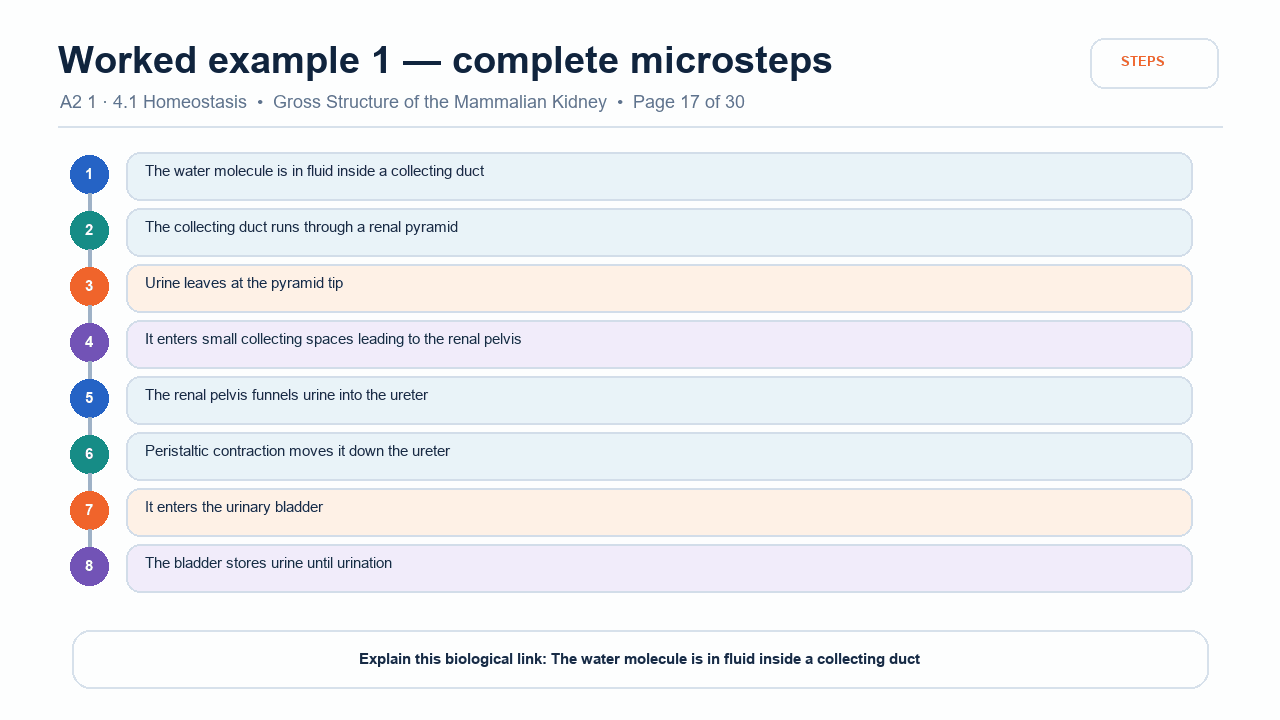 Worked example 1 — complete microsteps
STEPS
A2 1 · 4.1 Homeostasis • Gross Structure of the Mammalian Kidney • Page 17 of 30
1 The water molecule is in fluid inside a collecting duct
2 The collecting duct runs through a renal pyramid
3 Urine leaves at the pyramid tip
4 It enters small collecting spaces leading to the renal pelvis
5 The renal pelvis funnels urine into the ureter
6 Peristaltic contraction moves it down the ureter
7 It enters the urinary bladder
8 The bladder stores urine until urination
Explain this biological link: The water molecule is in fluid inside a collecting duct